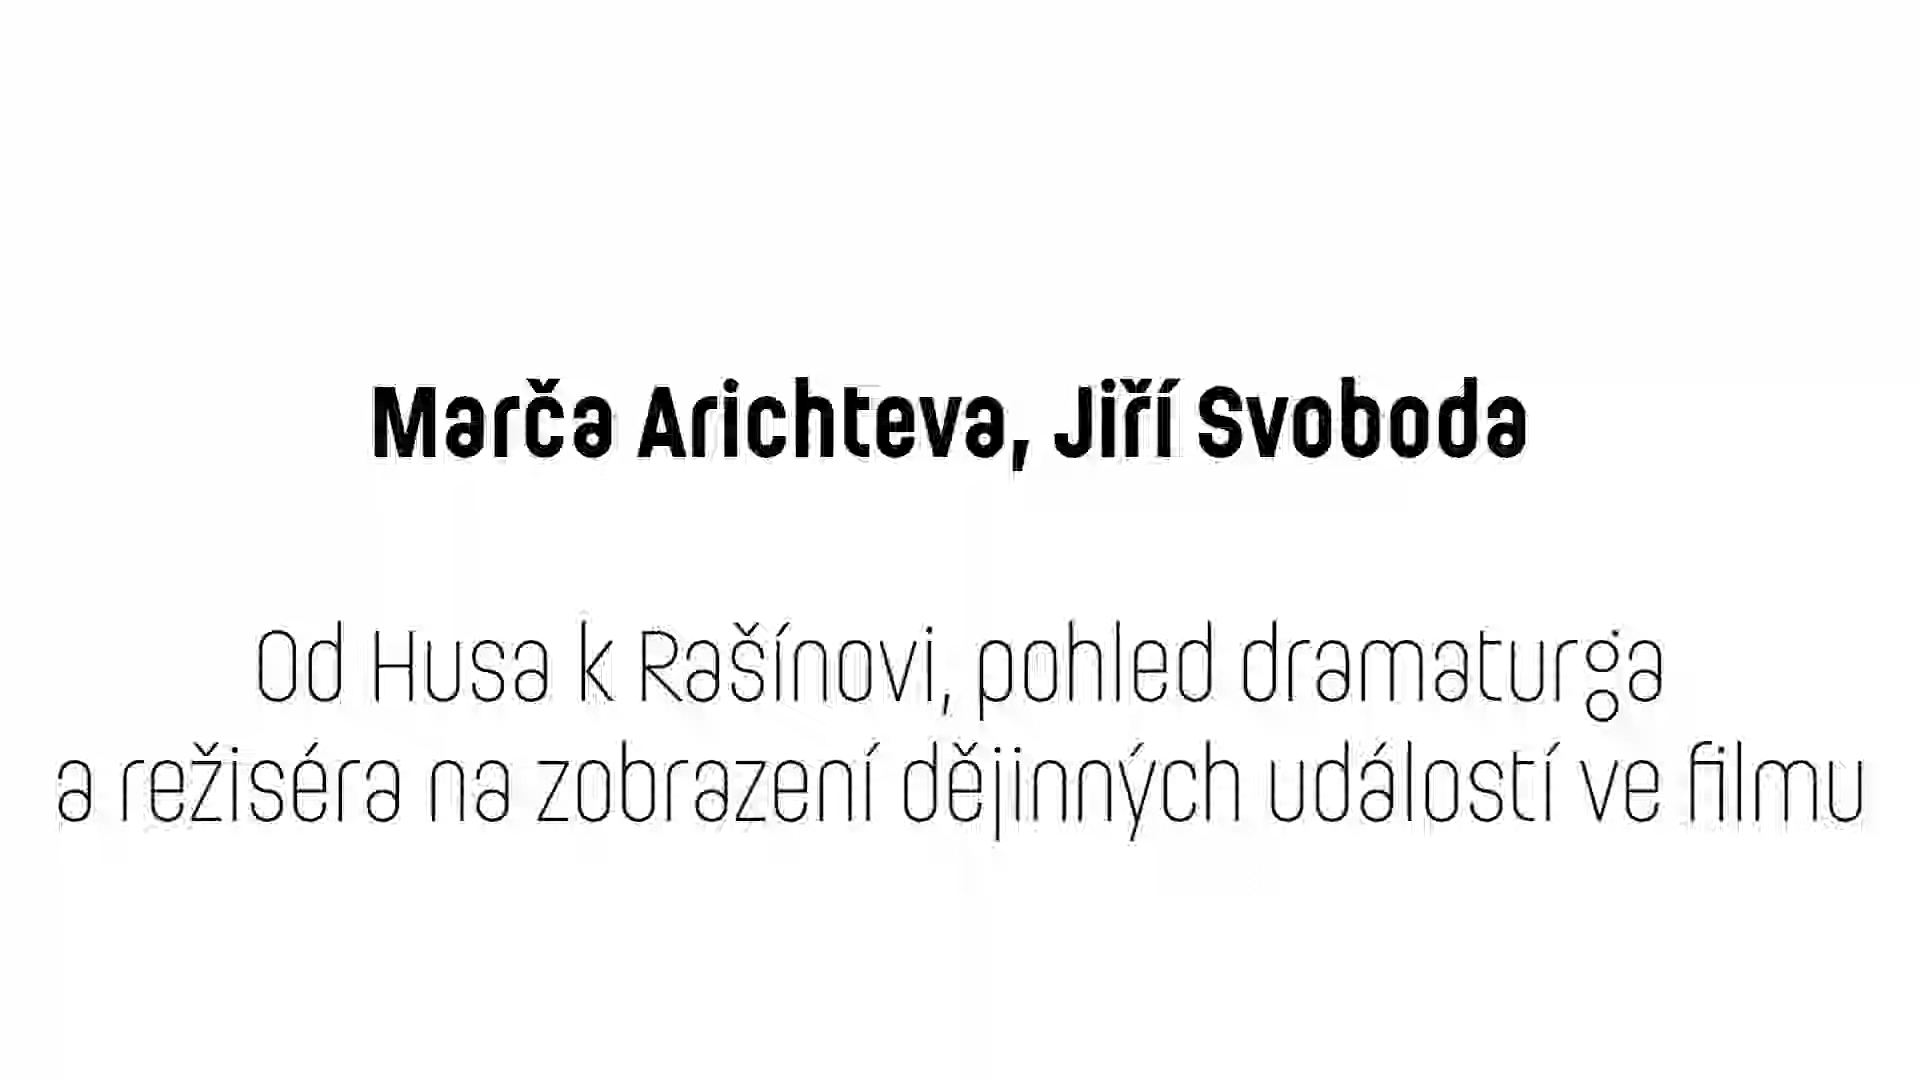 Marča Arichteva, Jiří Svoboda
Od Husa k Rašínovi, pohled dramaturga
a režiséra na zobrazení dějinných událostí ve filmu